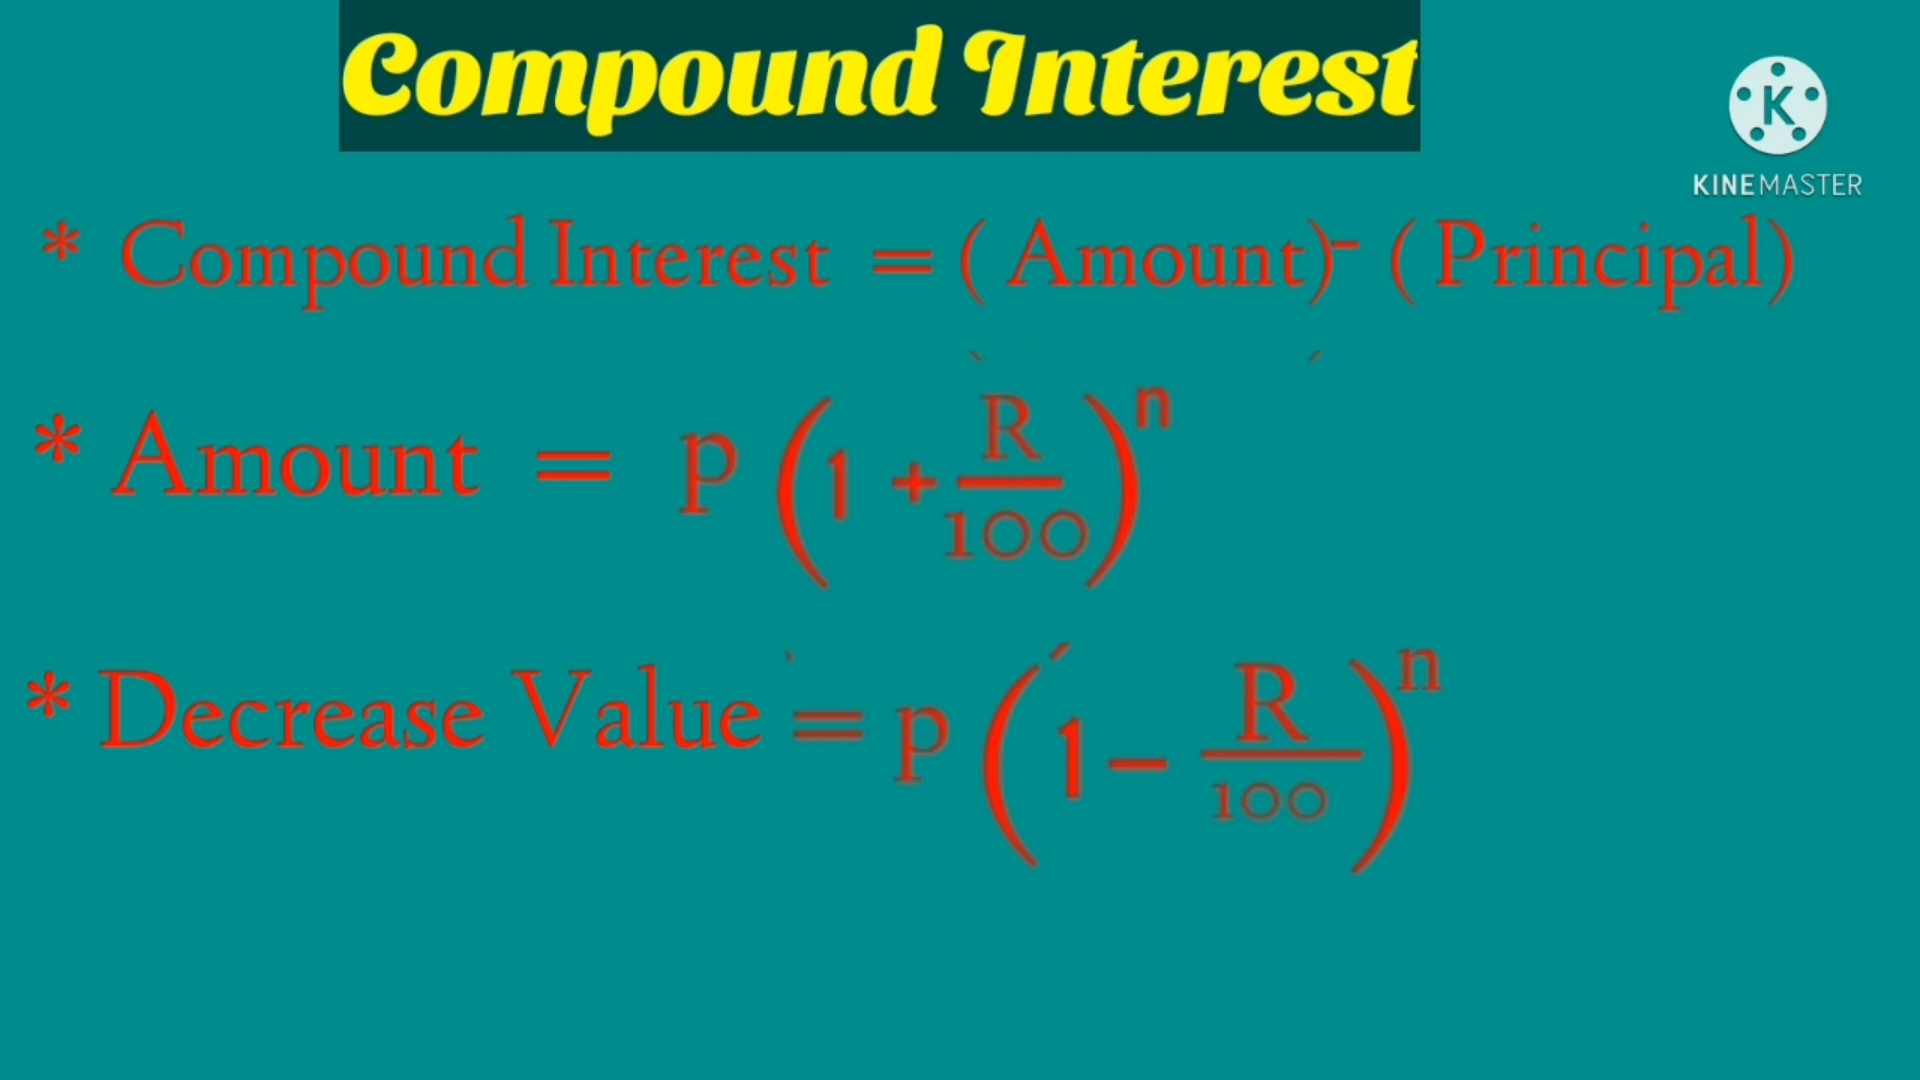 Compound Interest
KINEMASTER
* Compound Interest = ( Amount) - ( Principal)
* Amount = p (1 + R/100)^n
* Decrease Value = p (1 - R/100)^n